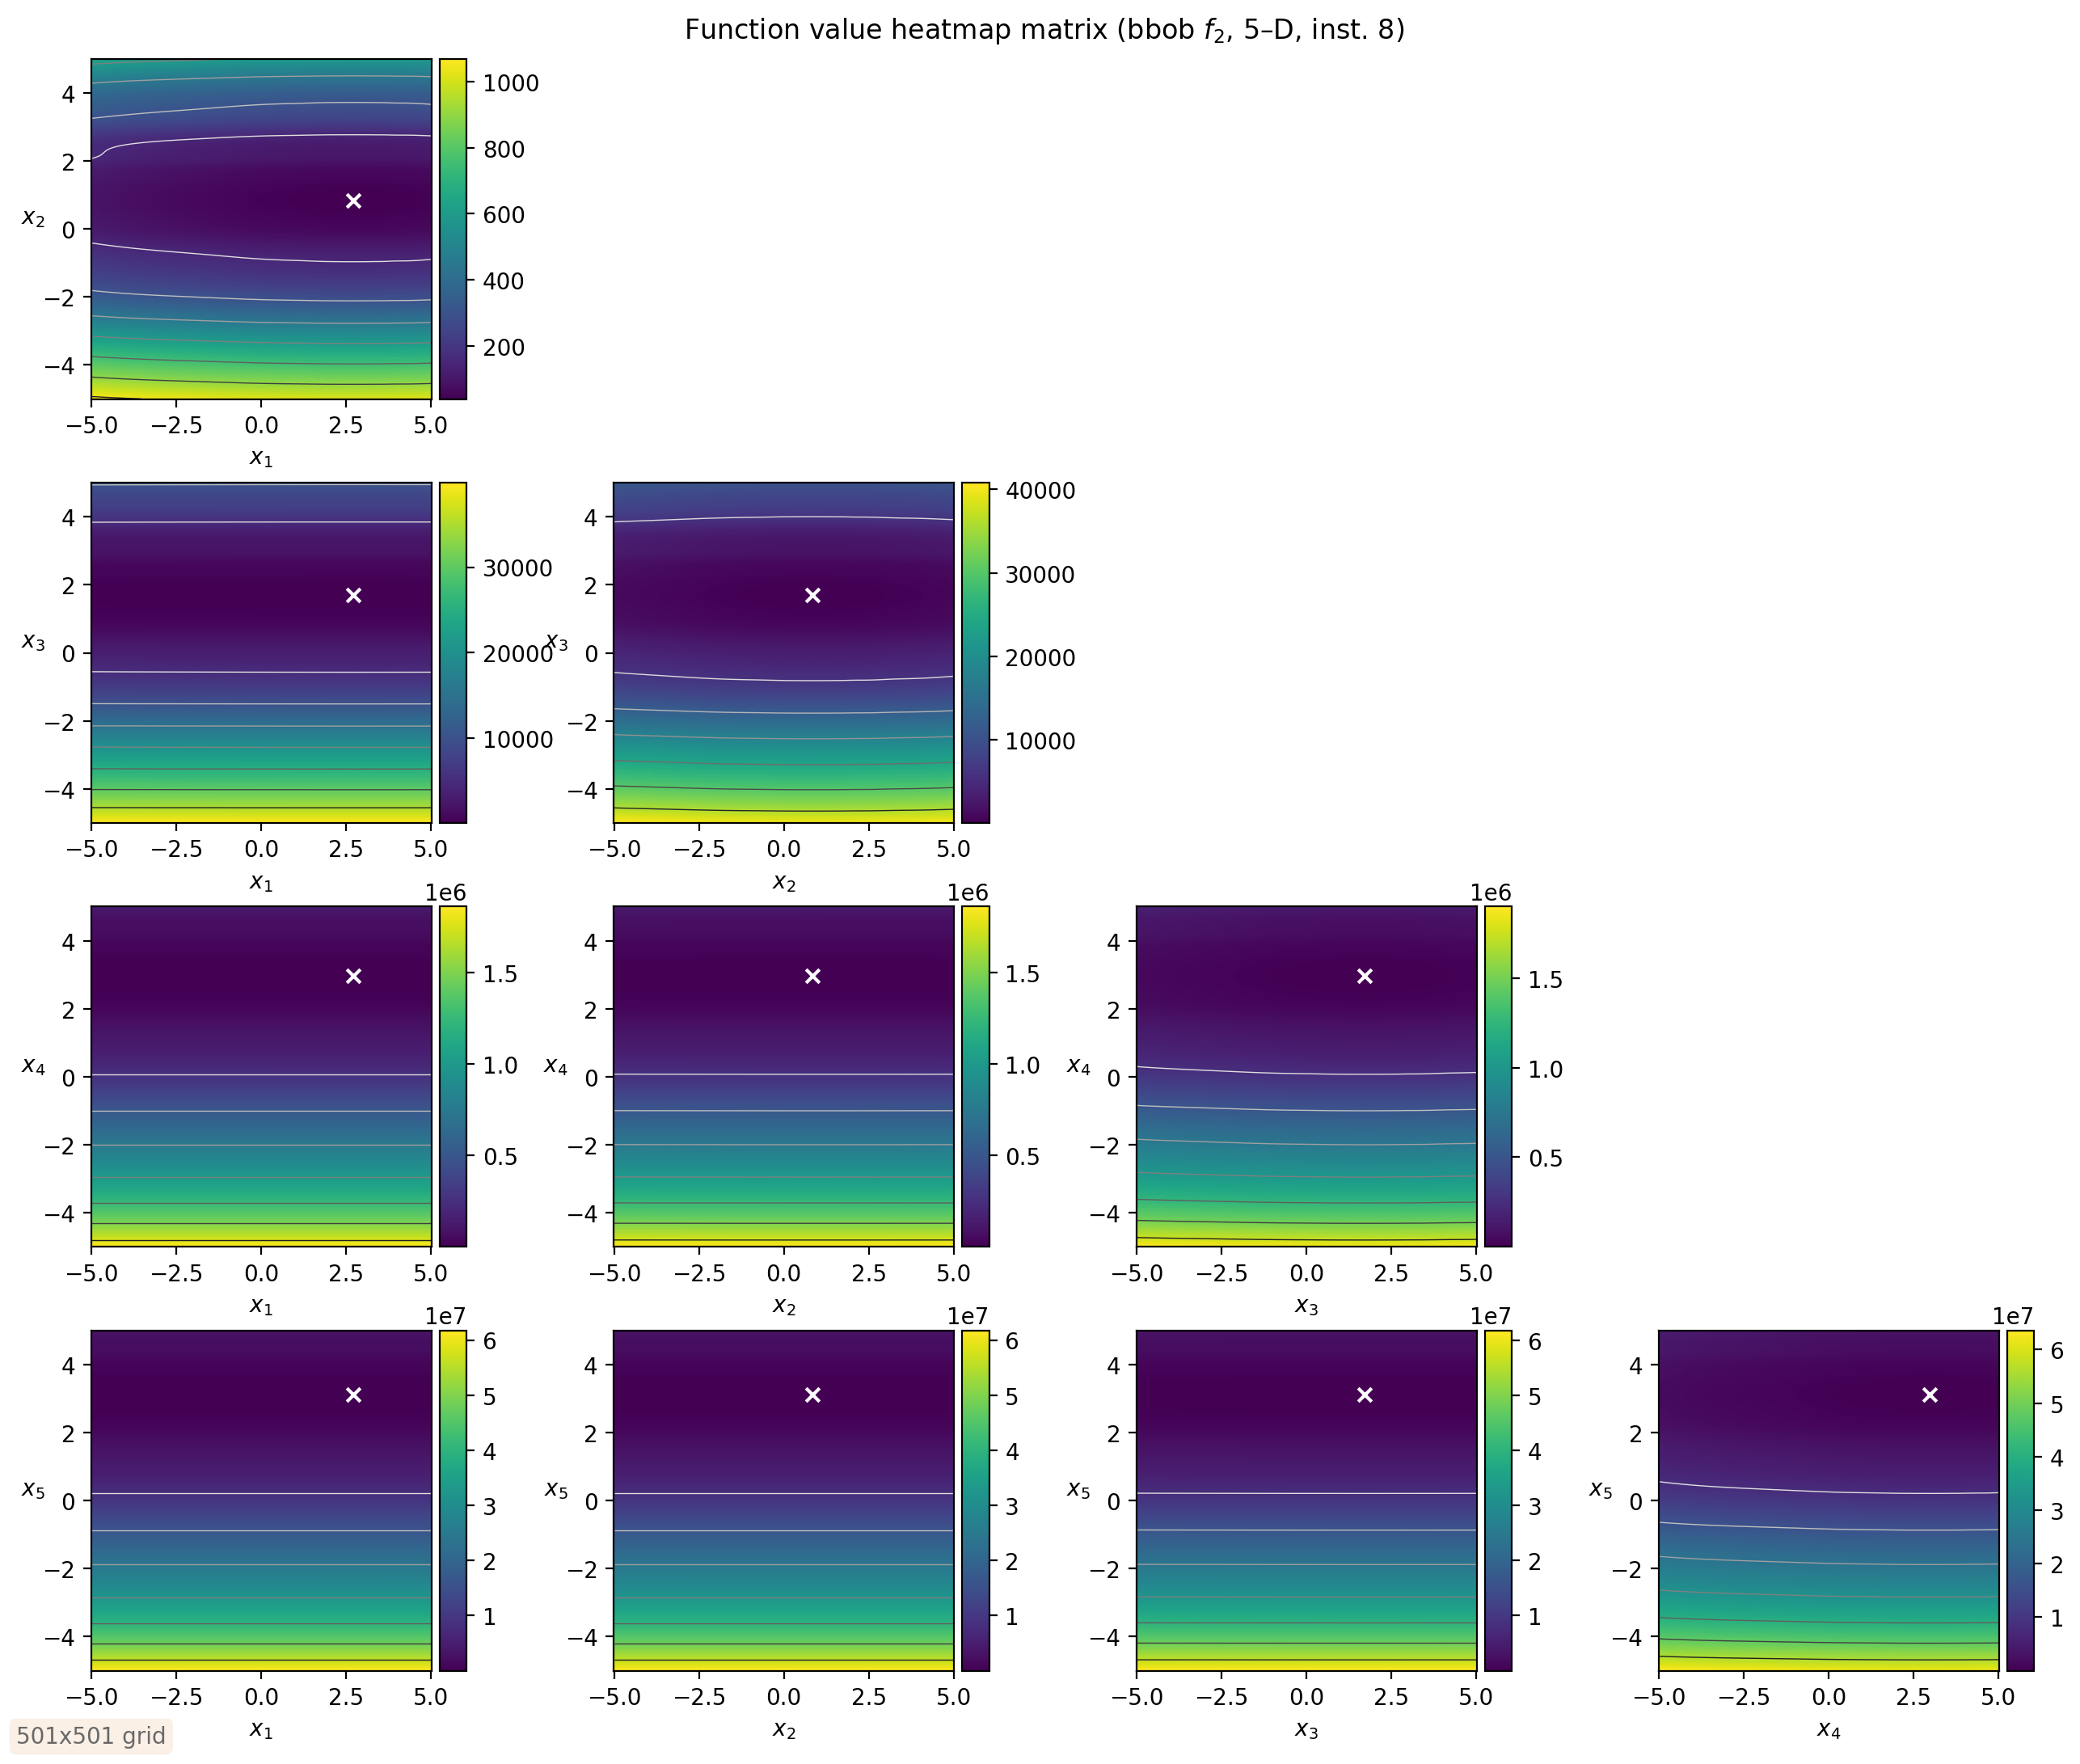 Function value heatmap matrix (bbob f₂, 5–D, inst. 8)
4
2
0
−2
−4
x₂
−5.0 −2.5 0.0 2.5 5.0
x₁
1000
800
600
400
200
4
2
0
−2
−4
x₃
−5.0 −2.5 0.0 2.5 5.0
x₁
30000
20000
10000
4
2
0
−2
−4
x₃
−5.0 −2.5 0.0 2.5 5.0
x₂
40000
30000
20000
10000
4
2
0
−2
−4
x₄
−5.0 −2.5 0.0 2.5 5.0
x₁
1e6
1.5
1.0
0.5
4
2
0
−2
−4
x₄
−5.0 −2.5 0.0 2.5 5.0
x₂
1e6
1.5
1.0
0.5
4
2
0
−2
−4
x₄
−5.0 −2.5 0.0 2.5 5.0
x₃
1e6
1.5
1.0
0.5
4
2
0
−2
−4
x₅
−5.0 −2.5 0.0 2.5 5.0
x₁
1e7
6
5
4
3
2
1
4
2
0
−2
−4
x₅
−5.0 −2.5 0.0 2.5 5.0
x₂
1e7
6
5
4
3
2
1
4
2
0
−2
−4
x₅
−5.0 −2.5 0.0 2.5 5.0
x₃
1e7
6
5
4
3
2
1
4
2
0
−2
−4
x₅
−5.0 −2.5 0.0 2.5 5.0
x₄
1e7
6
5
4
3
2
1
501x501 grid